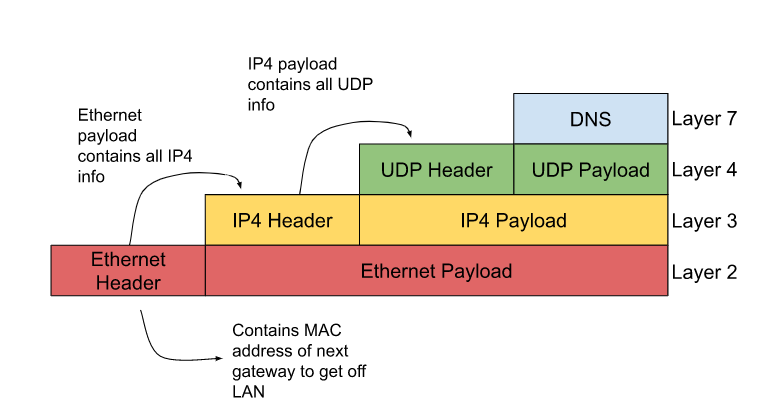 IP4 payload
contains all UDP
info
Ethernet
payload
contains all IP4
info
DNS
Layer 7
UDP Header
UDP Payload
Layer 4
IP4 Header
IP4 Payload
Layer 3
Ethernet
Header
Ethernet Payload
Layer 2
Contains MAC
address of next
gateway to get off
LAN